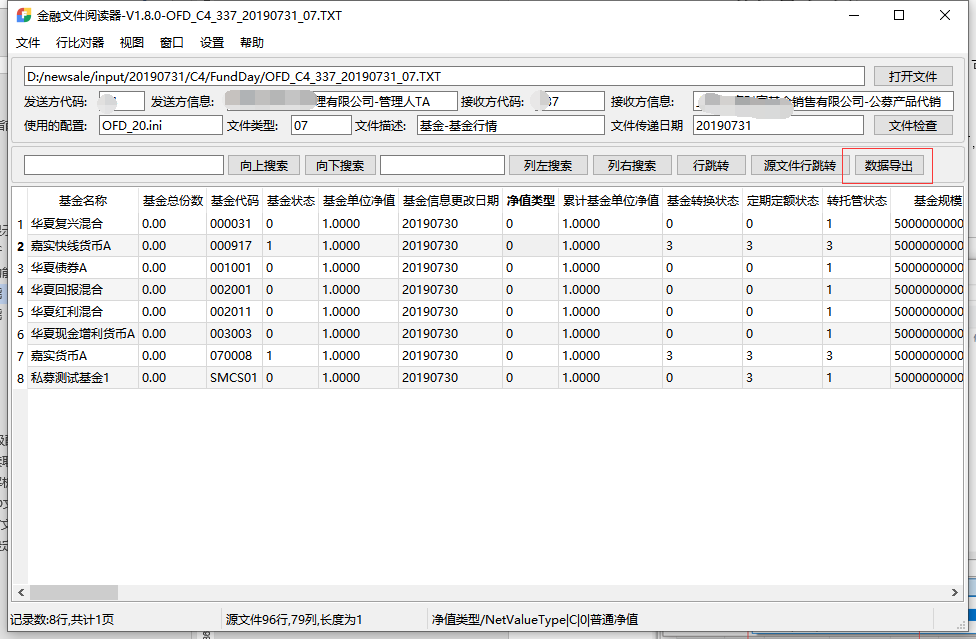 金融文件阅读器-V1.8.0-OFD_C4_337_20190731_07.TXT
文件 行比对器 视图 窗口 设置 帮助
D:/newsale/input/20190731/C4/FundDay/OFD_C4_337_20190731_07.TXT 打开文件
发送方代码: 发送方信息: 理有限公司-管理人TA 接收方代码: 37 接收方信息: 销售有限公司-公募产品代销
使用的配置: OFD_20.ini 文件类型: 07 文件描述: 基金-基金行情 文件传递日期 20190731 文件检查
向上搜索 向下搜索 列左搜索 列右搜索 行跳转 源文件行跳转 数据导出
基金名称 基金总份数 基金代码 基金状态 基金单位净值 基金信息更改日期 净值类型 累计基金单位净值 基金转换状态 定期定额状态 转托管状态 基金规模
1 华夏复兴混合 0.00 000031 0 1.0000 20190730 0 1.0000 0 0 1 5000000000
2 嘉实快线货币A 0.00 000917 1 1.0000 20190730 0 1.0000 3 3 3 5000000000
3 华夏债券A 0.00 001001 0 1.0000 20190730 0 1.0000 0 0 1 5000000000
4 华夏回报混合 0.00 002001 0 1.0000 20190730 0 1.0000 0 0 1 5000000000
5 华夏红利混合 0.00 002011 0 1.0000 20190730 0 1.0000 0 0 1 5000000000
6 华夏现金增利货币A 0.00 003003 0 1.0000 20190730 0 1.0000 0 0 1 5000000000
7 嘉实货币A 0.00 070008 1 1.0000 20190730 0 1.0000 3 3 3 5000000000
8 私募测试基金1 0.00 SMCS01 0 1.0000 20190730 0 1.0000 0 3 1 5000000000
记录数:8行,共计1页 源文件96行,79列,长度为1 净值类型/NetValueType|C|0|普通净值